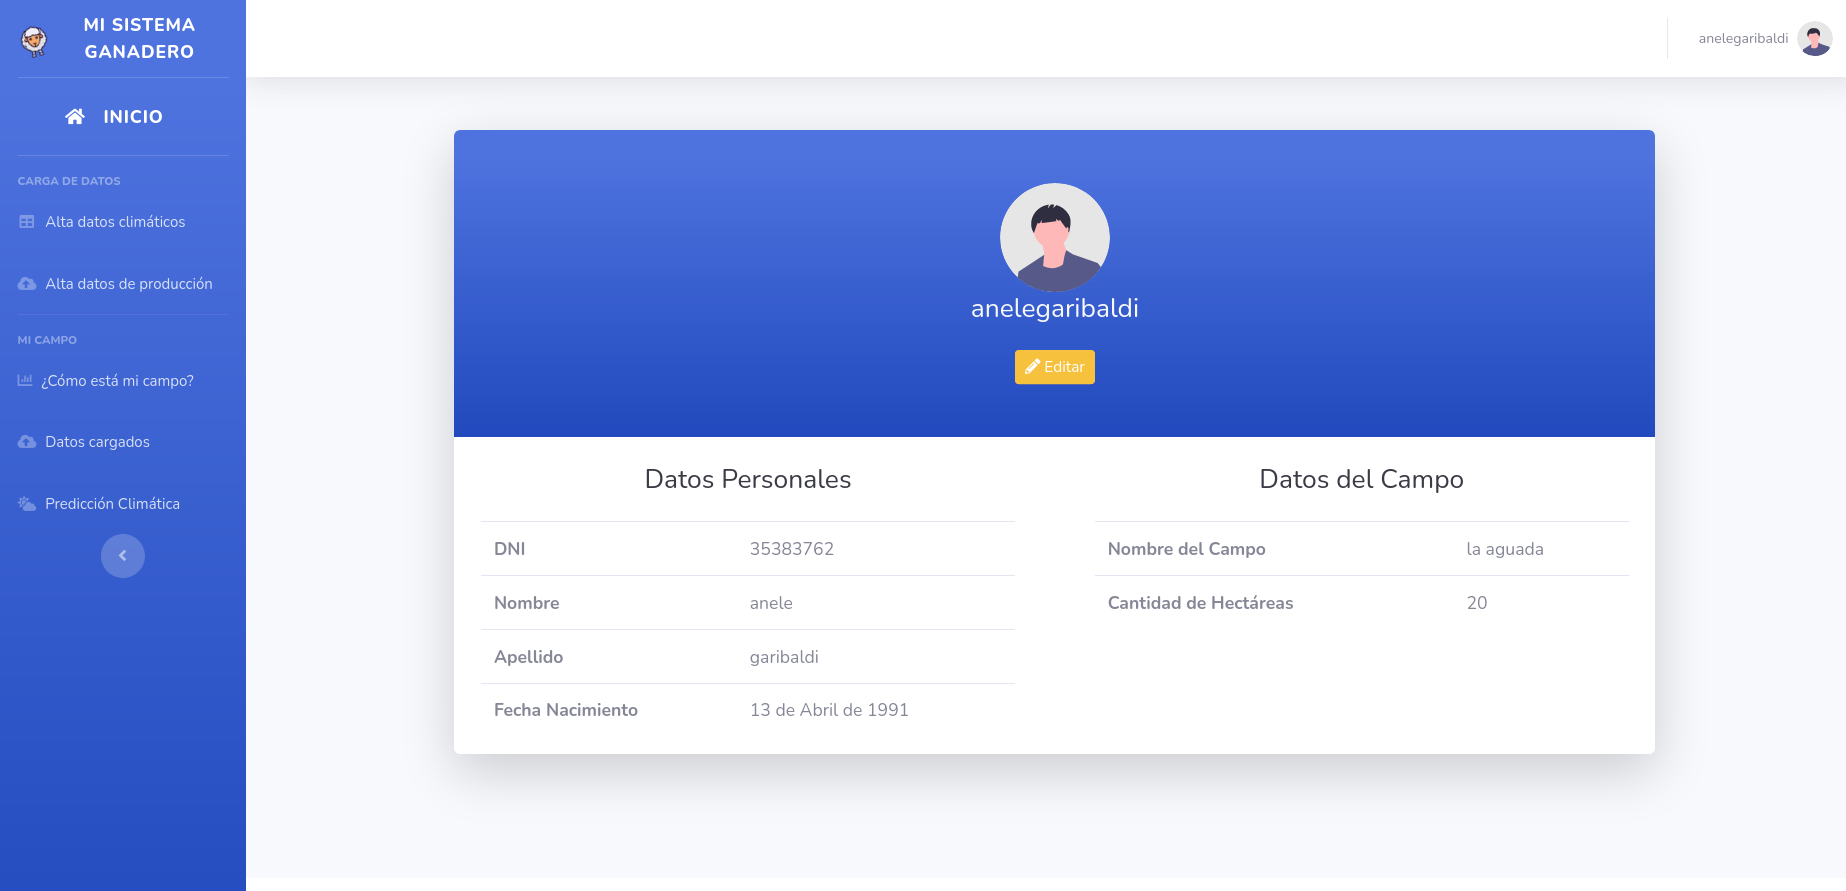 MI SISTEMA
GANADERO
INICIO
CARGA DE DATOS
Alta datos climáticos
Alta datos de producción
MI CAMPO
¿Cómo está mi campo?
Datos cargados
Predicción Climática
anelegaribaldi
anelegaribaldi
Editar
Datos Personales
DNI 35383762
Nombre anele
Apellido garibaldi
Fecha Nacimiento 13 de Abril de 1991
Datos del Campo
Nombre del Campo la aguada
Cantidad de Hectáreas 20